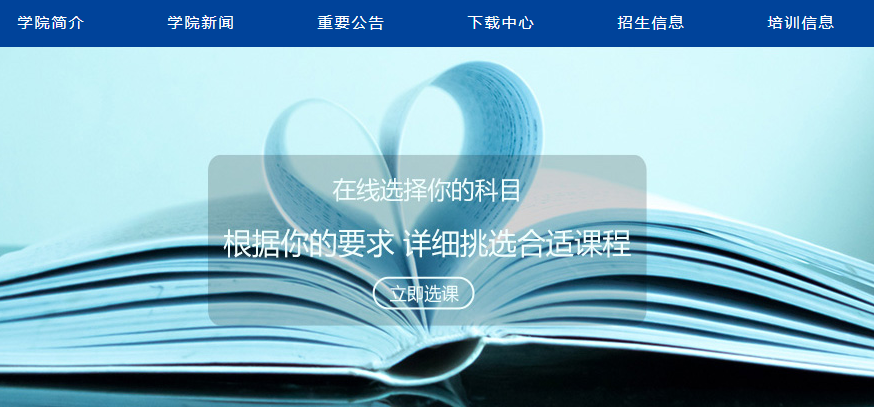 学院简介 学院新闻 重要公告 下载中心 招生信息 培训信息
在线选择你的科目
根据你的要求 详细挑选合适课程
立即选课